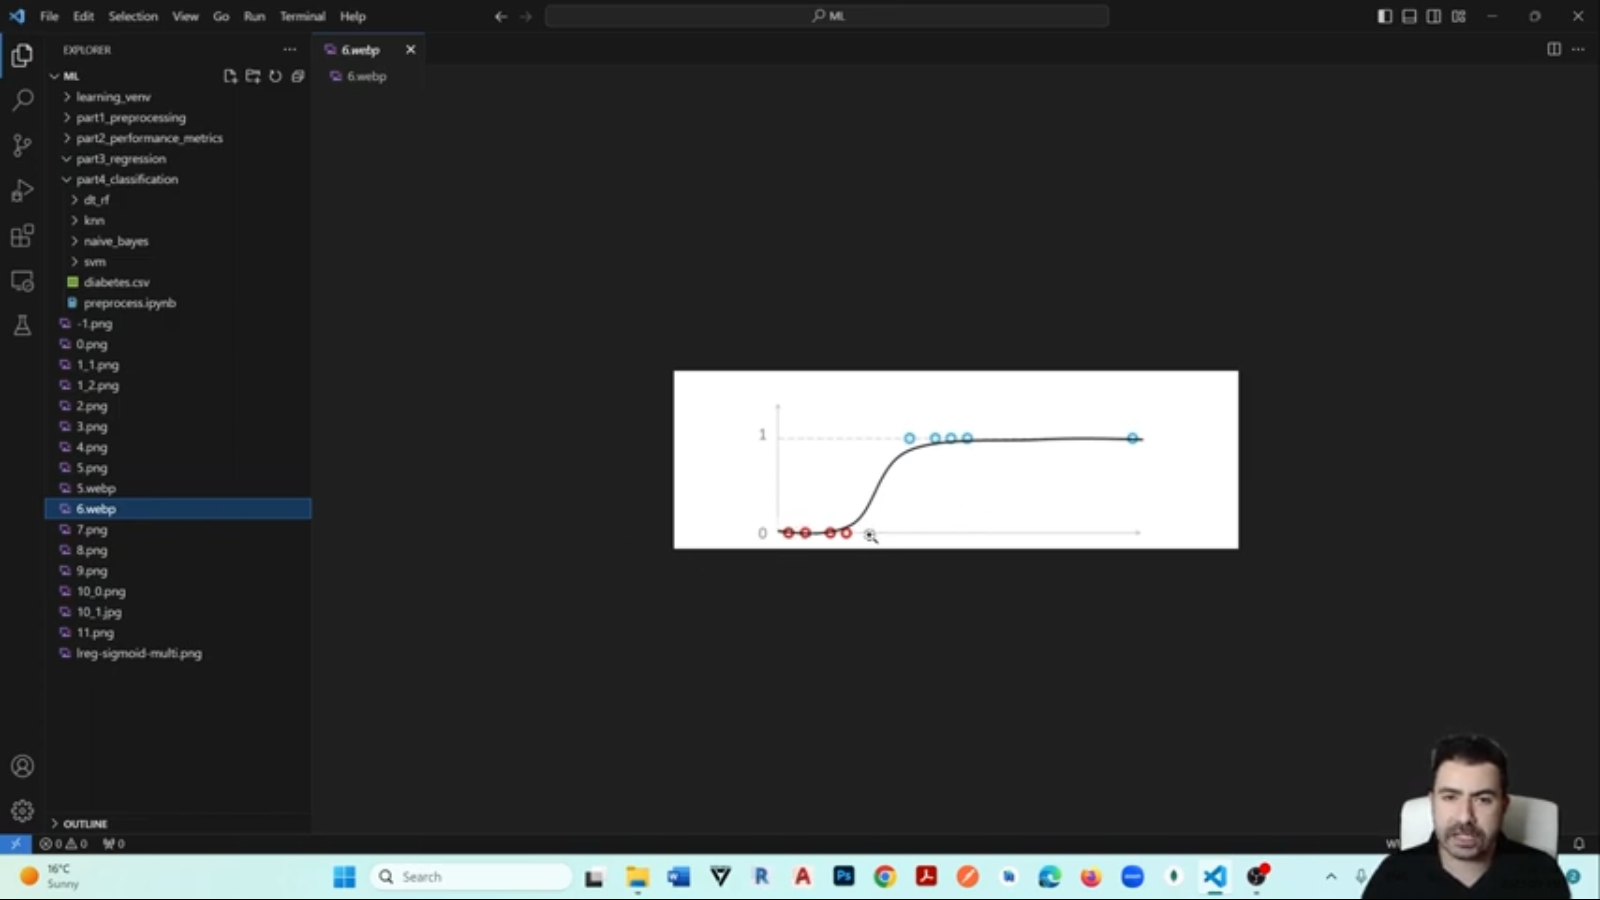 File Edit Selection View Go Run Terminal Help
ML
EXPLORER
6.webp
ML
6.webp
learning_venv
part1_preprocessing
part2_performance_metrics
part3_regression
part4_classification
dt_rf
knn
naive_bayes
svm
diabetes.csv
preprocess.ipynb
-1.png
0.png
1_1.png
1_2.png
2.png
3.png
4.png
5.png
5.webp
6.webp
7.png
8.png
9.png
10_0.png
10_1.jpg
11.png
lreg-sigmoid-multi.png
1
0
OUTLINE
0 0 0
16°C
Sunny
Search